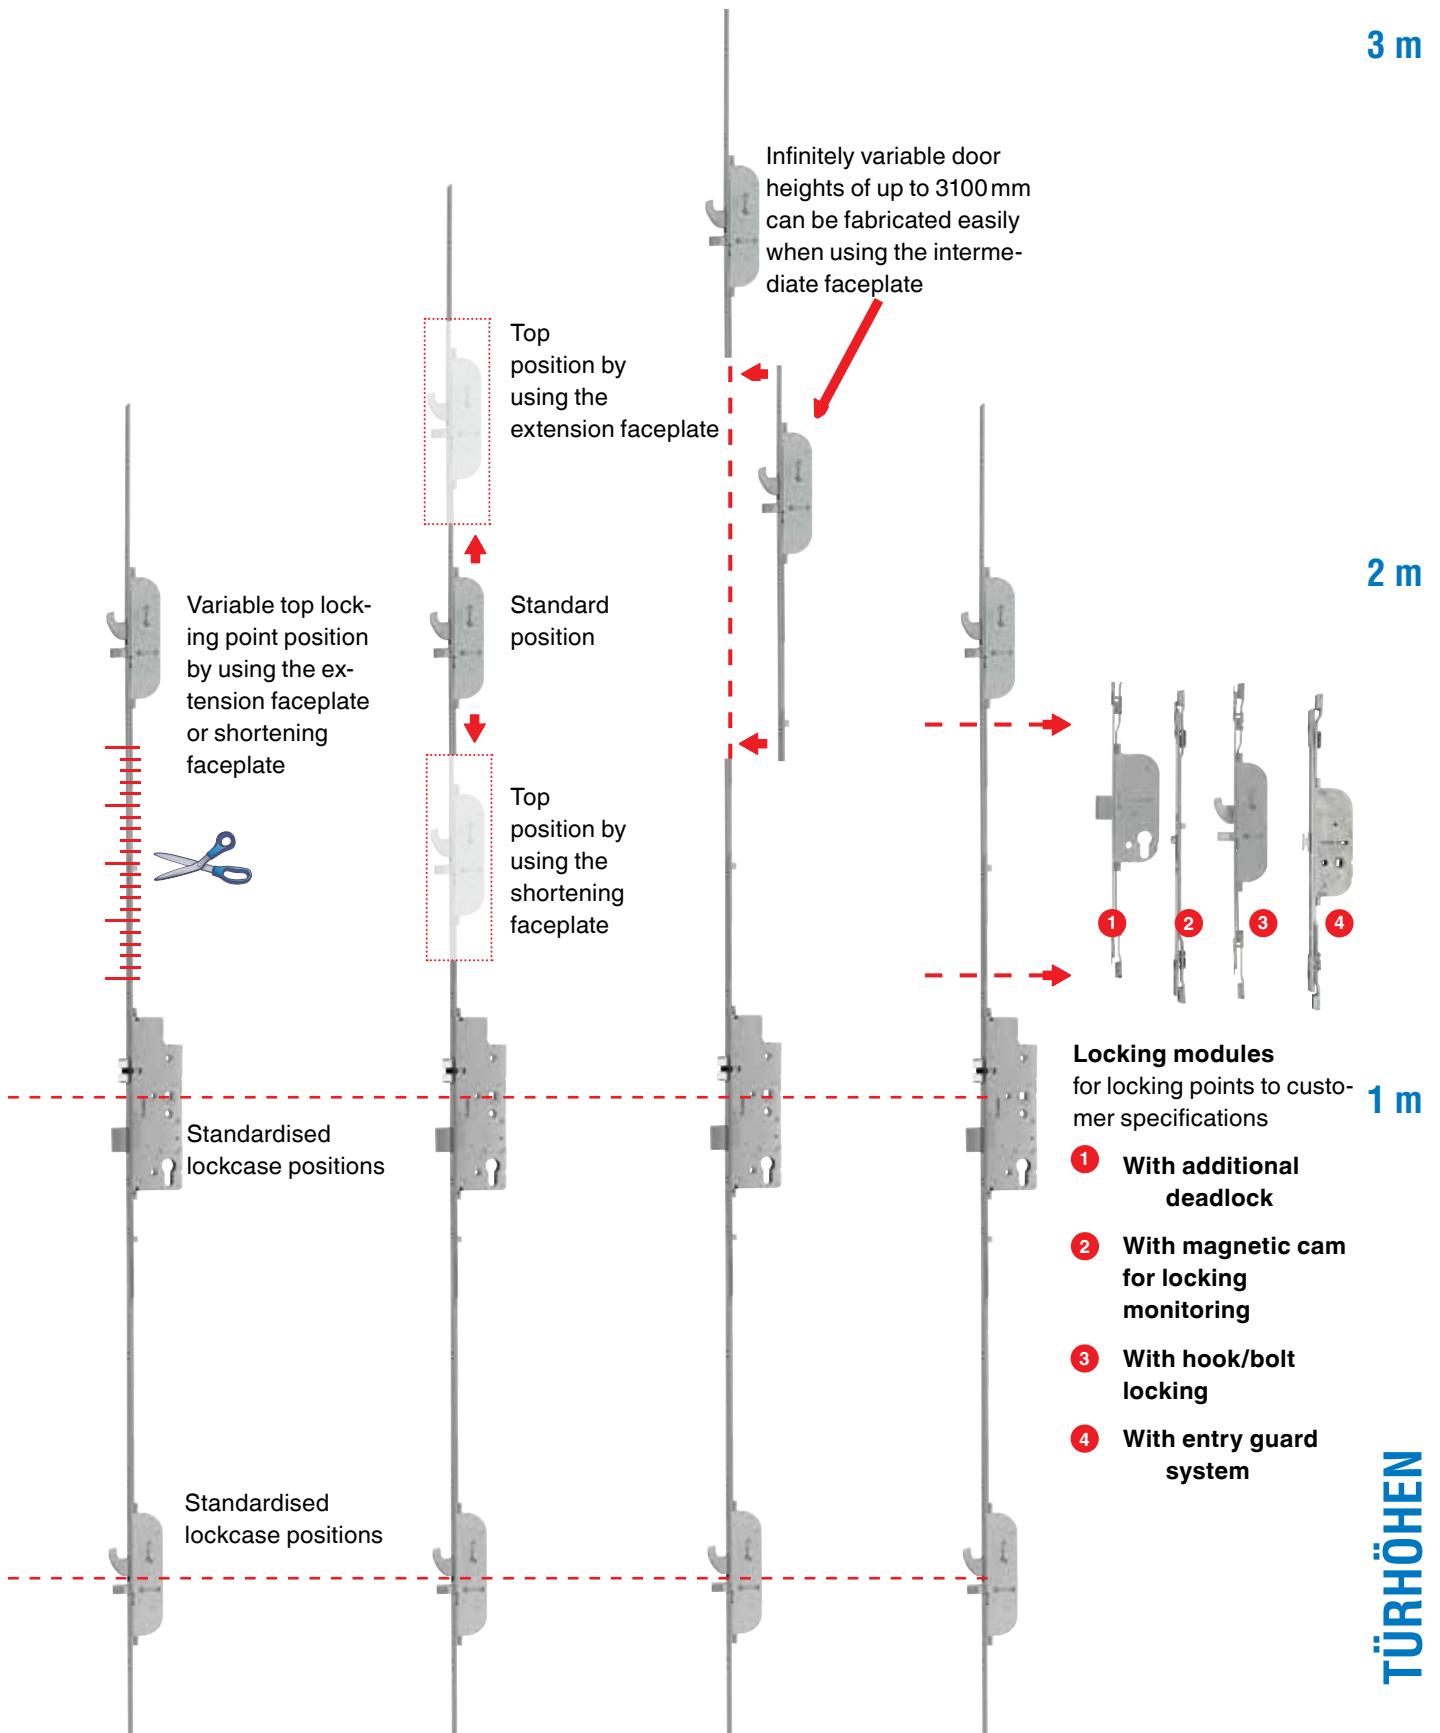 3 m
Infinitely variable door
heights of up to 3100 mm
can be fabricated easily
when using the interme-
diate faceplate
Top
position by
using the
extension faceplate
2 m
Variable top lock-
ing point position
by using the ex-
tension faceplate
or shortening
faceplate
Standard
position
Top
position by
using the
shortening
faceplate
1
2
3
4
Locking modules
for locking points to custo-
mer specifications
1 m
Standardised
lockcase positions
1 With additional
deadlock
2 With magnetic cam
for locking
monitoring
3 With hook/bolt
locking
4 With entry guard
system
Standardised
lockcase positions
TÜRHÖHEN